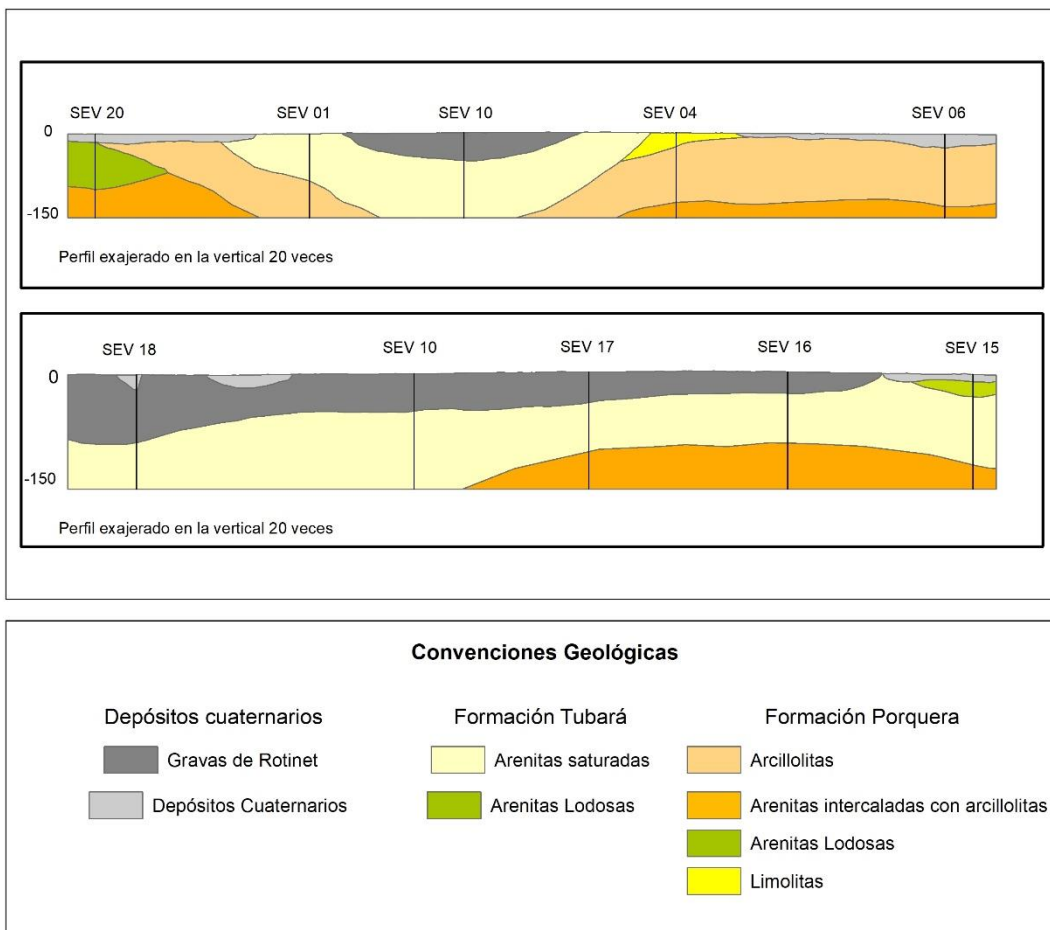 SEV 20 SEV 01 SEV 10 SEV 04 SEV 06
0
-150
Perfil exajerado en la vertical 20 veces
SEV 18 SEV 10 SEV 17 SEV 16 SEV 15
0
-150
Perfil exajerado en la vertical 20 veces
Convenciones Geológicas
Depósitos cuaternarios Formación Tubará Formación Porquera
Gravas de Rotinet Arenitas saturadas Arcillolitas
Depósitos Cuaternarios Arenitas Lodosas Arenitas intercaladas con arcillolitas
Arenitas Lodosas
Limolitas